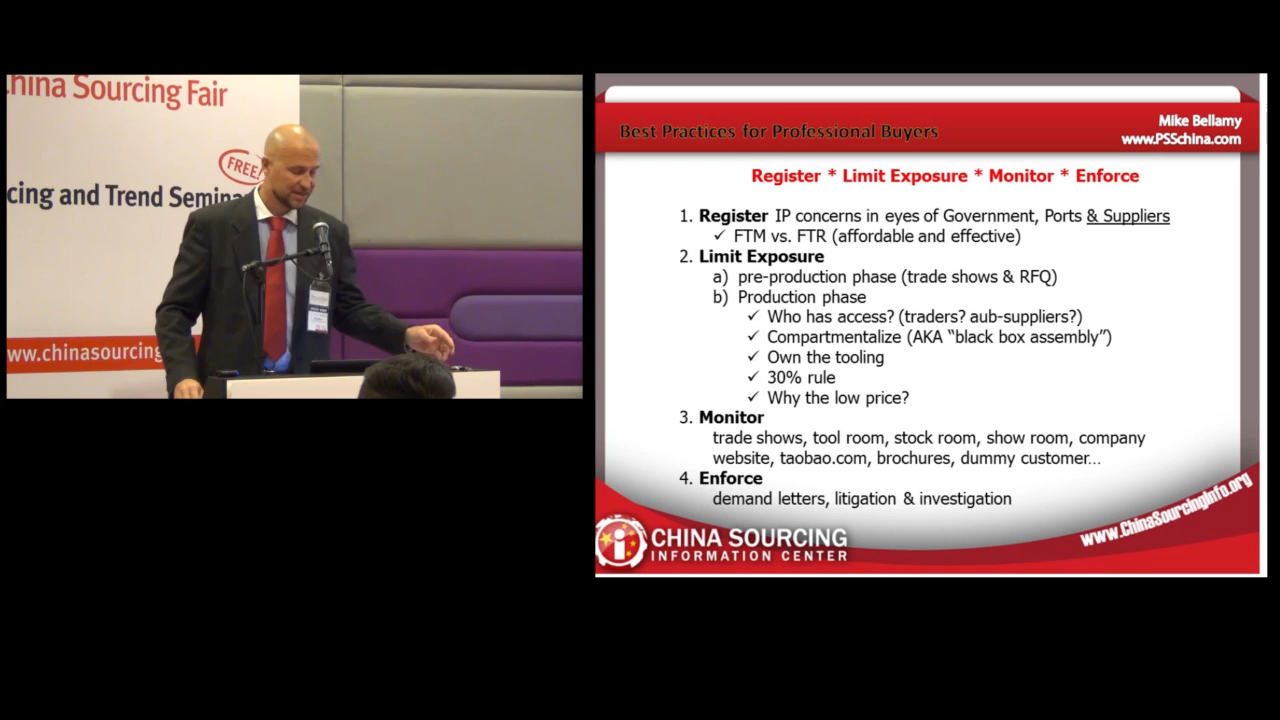 hina Sourcing Fair
FREE!
cing and Trend Semina
www.chinasourcing
Best Practices for Professional Buyers
Mike Bellamy
www.PSSchina.com
Register * Limit Exposure * Monitor * Enforce
1. Register IP concerns in eyes of Government, Ports & Suppliers
✓ FTM vs. FTR (affordable and effective)
2. Limit Exposure
a) pre-production phase (trade shows & RFQ)
b) Production phase
✓ Who has access? (traders? aub-suppliers?)
✓ Compartmentalize (AKA “black box assembly”)
✓ Own the tooling
✓ 30% rule
✓ Why the low price?
3. Monitor
trade shows, tool room, stock room, show room, company
website, taobao.com, brochures, dummy customer...
4. Enforce
demand letters, litigation & investigation
www.ChinaSourcingInfo.org
CHINA SOURCING
INFORMATION CENTER